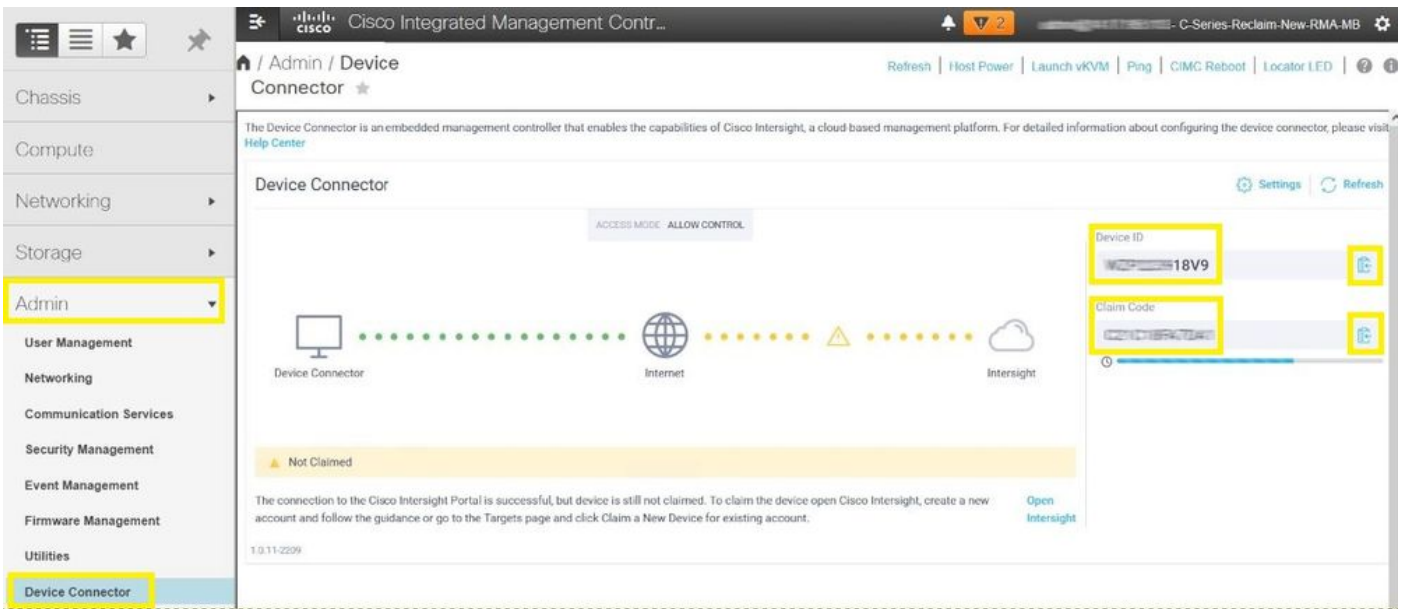 cisco Cisco Integrated Management Contr...
2
- C-Series-Reclaim-New-RMA-MB
/ Admin / Device
Connector
Refresh | Host Power | Launch vKVM | Ping | CIMC Reboot | Locator LED |
Chassis
Compute
Networking
Storage
Admin
User Management
Networking
Communication Services
Security Management
Event Management
Firmware Management
Utilities
Device Connector
The Device Connector is an embedded management controller that enables the capabilities of Cisco Intersight, a cloud based management platform. For detailed information about configuring the device connector, please visit
Help Center
Device Connector
Settings | Refresh
ACCESS MODE ALLOW CONTROL
Device ID
18V9
Claim Code
Device Connector
Internet
Intersight
Not Claimed
The connection to the Cisco Intersight Portal is successful, but device is still not claimed. To claim the device open Cisco Intersight, create a new
account and follow the guidance or go to the Targets page and click Claim a New Device for existing account.
Open
Intersight
1.0.11-2209